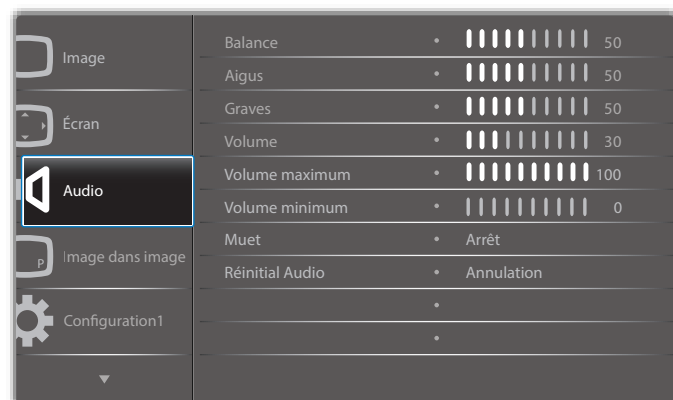 Image
Écran
Audio
P
Image dans image
Configuration1
Balance • 50
Aigus • 50
Graves • 50
Volume • 30
Volume maximum • 100
Volume minimum • 0
Muet • Arrêt
Réinitial Audio • Annulation
•
•